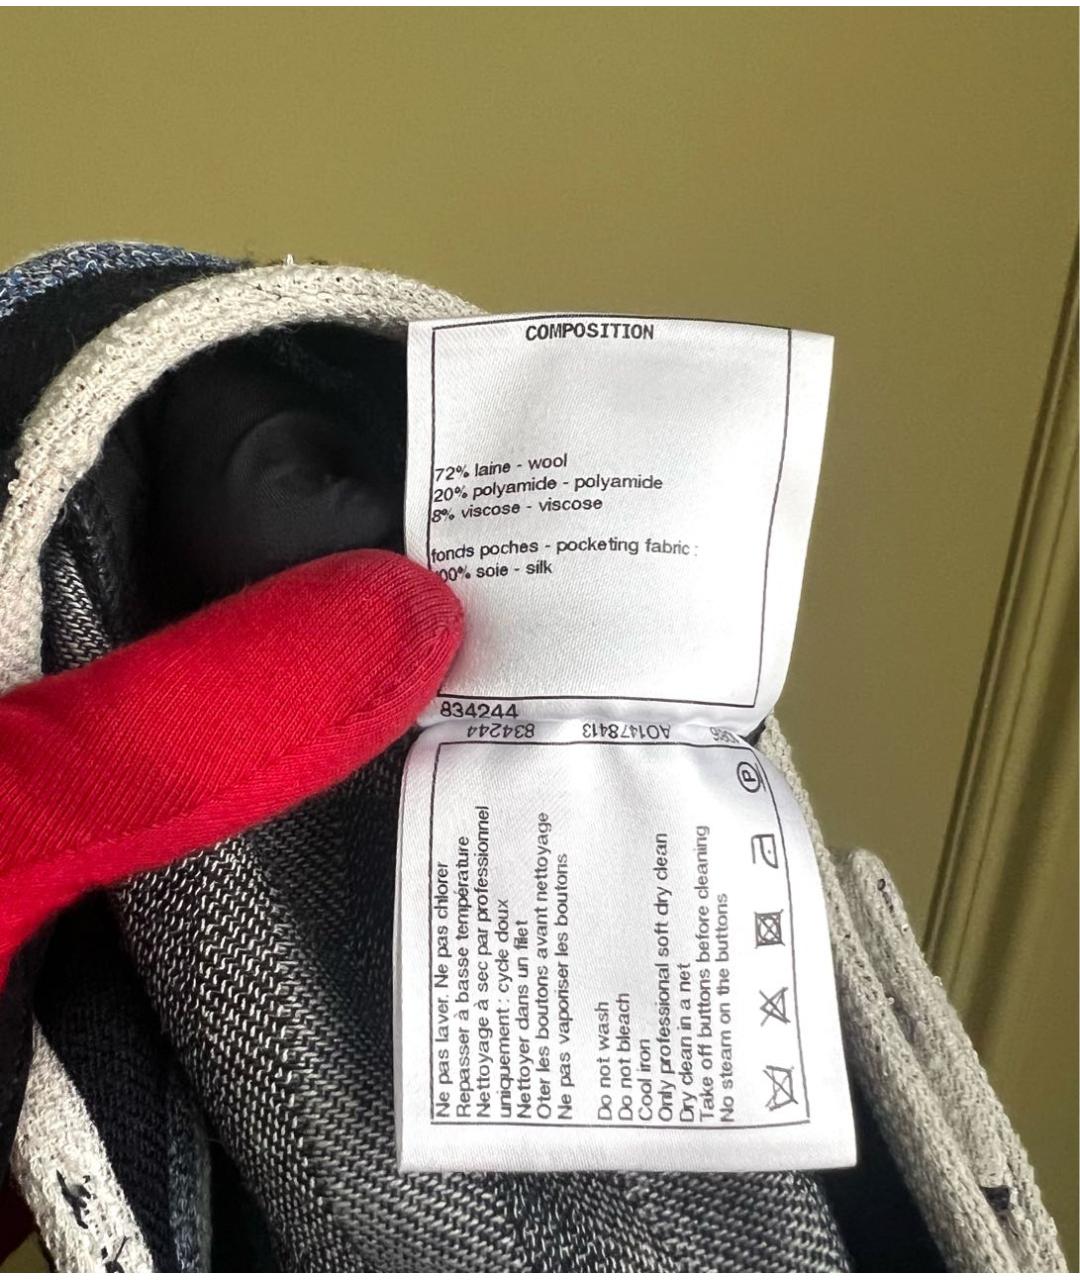 COMPOSITION
72% laine - wool
20% polyamide - polyamide
8% viscose - viscose
fonds poches - pocketing fabric :
00% soie - silk
834244
834244 A01478413
Ne pas laver. Ne pas chlorer
Repasser à basse température
Nettoyage à sec par professionnel
uniquement : cycle doux
Nettoyer dans un filet
Oter les boutons avant nettoyage
Ne pas vaporiser les boutons
Do not wash
Do not bleach
Cool iron
Only professional soft dry clean
Dry clean in a net
Take off buttons before cleaning
No steam on the buttons
P